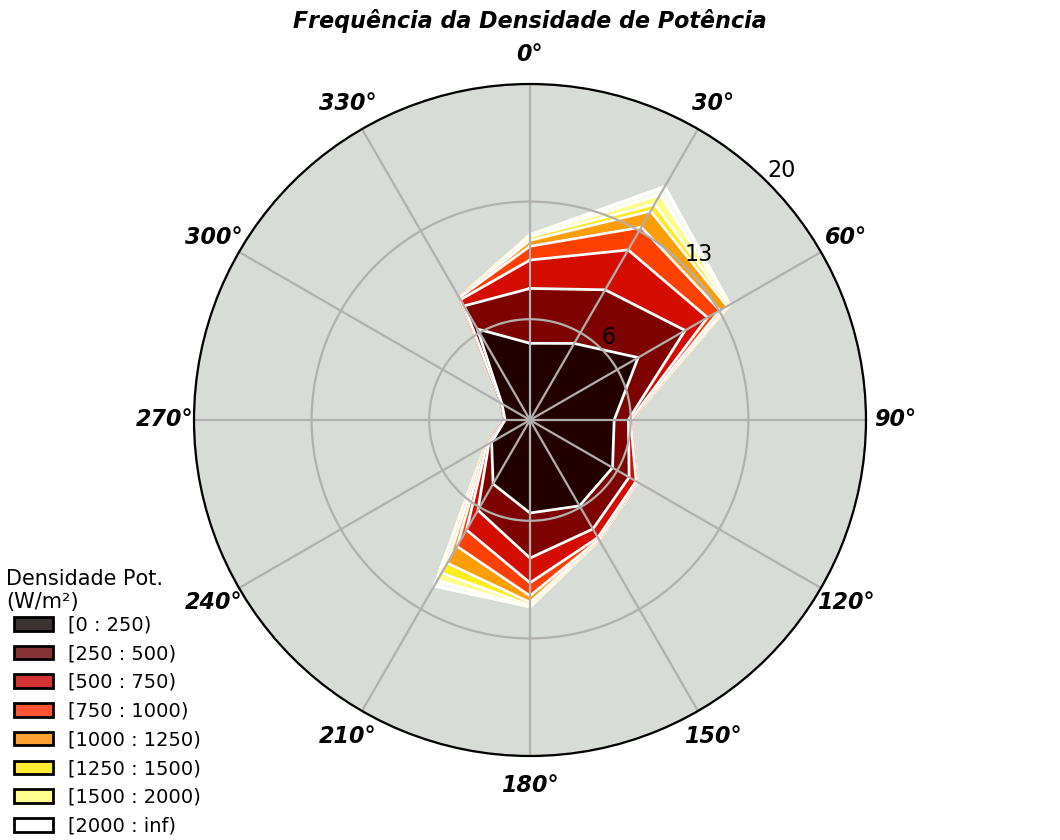 Frequência da Densidade de Potência
0°
330°
30°
20
300°
60°
13
6
270°
90°
240°
120°
210°
150°
180°
Densidade Pot.
(W/m²)
[0 : 250)
[250 : 500)
[500 : 750)
[750 : 1000)
[1000 : 1250)
[1250 : 1500)
[1500 : 2000)
[2000 : inf)